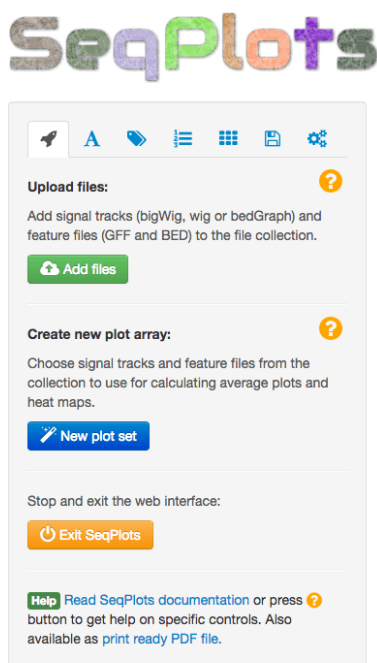 SeqPlots
Upload files:
Add signal tracks (bigWig, wig or bedGraph) and
feature files (GFF and BED) to the file collection.
Add files
Create new plot array:
Choose signal tracks and feature files from the
collection to use for calculating average plots and
heat maps.
New plot set
Stop and exit the web interface:
Exit SeqPlots
Help Read SeqPlots documentation or press ?
button to get help on specific controls. Also
available as print ready PDF file.